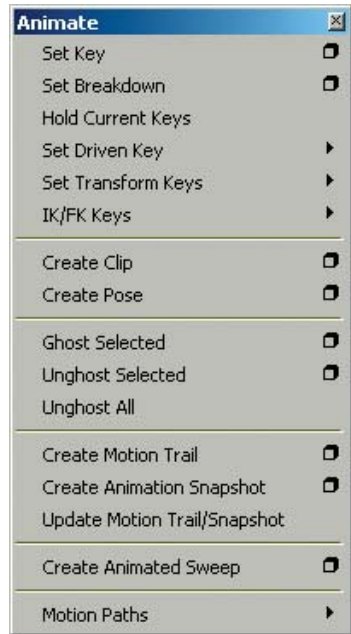 Animate
Set Key
Set Breakdown
Hold Current Keys
Set Driven Key
Set Transform Keys
IK/FK Keys
Create Clip
Create Pose
Ghost Selected
Unghost Selected
Unghost All
Create Motion Trail
Create Animation Snapshot
Update Motion Trail/Snapshot
Create Animated Sweep
Motion Paths